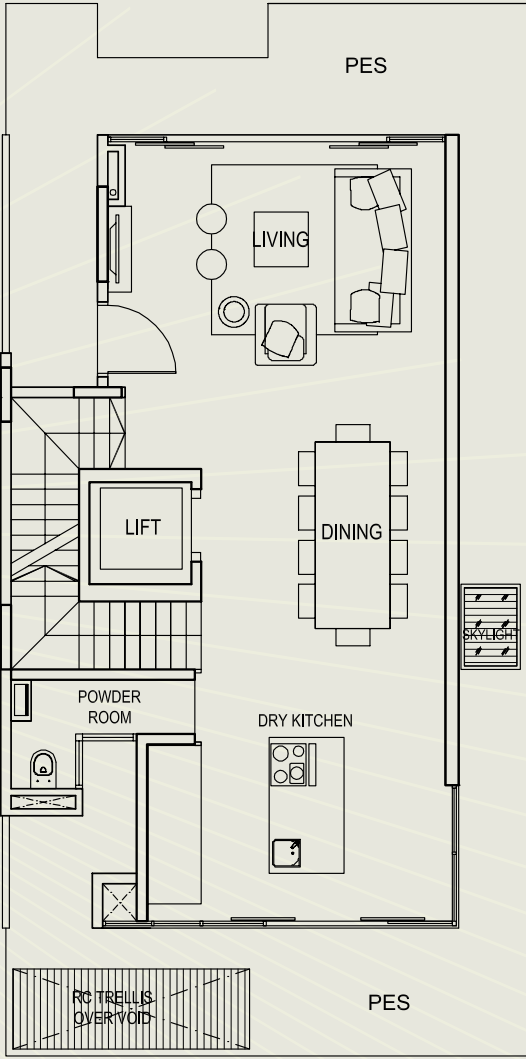 PES
LIVING
LIFT
DINING
SKYLIGHT
POWDER
ROOM
DRY KITCHEN
RC TRELLIS
OVER VOID
PES